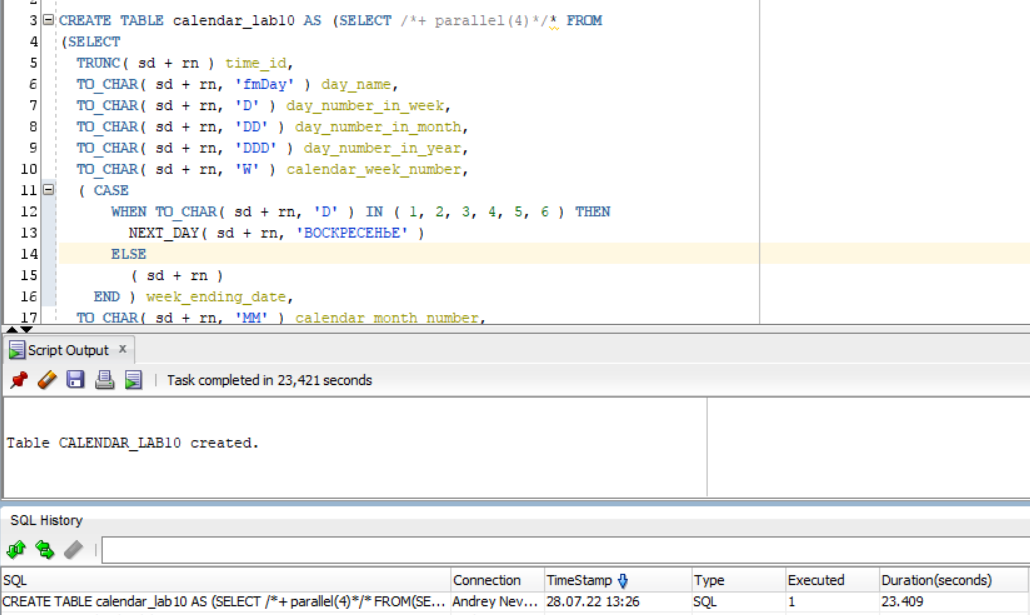 3 CREATE TABLE calendar_lab10 AS (SELECT /*+ parallel(4)*/* FROM
4 (SELECT
5 TRUNC( sd + rn ) time_id,
6 TO_CHAR( sd + rn, 'fmDay' ) day_name,
7 TO_CHAR( sd + rn, 'D' ) day_number_in_week,
8 TO_CHAR( sd + rn, 'DD' ) day_number_in_month,
9 TO_CHAR( sd + rn, 'DDD' ) day_number_in_year,
10 TO_CHAR( sd + rn, 'W' ) calendar_week_number,
11 ( CASE
12 WHEN TO_CHAR( sd + rn, 'D' ) IN ( 1, 2, 3, 4, 5, 6 ) THEN
13 NEXT_DAY( sd + rn, 'ВОСКРЕСЕНЬЕ' )
14 ELSE
15 ( sd + rn )
16 END ) week_ending_date,
17 TO_CHAR( sd + rn, 'MM' ) calendar_month_number,
Script Output x
Task completed in 23,421 seconds
Table CALENDAR_LAB10 created.
SQL History
SQL Connection TimeStamp Type Executed Duration(seconds)
CREATE TABLE calendar_lab10 AS (SELECT /*+ parallel(4)*/* FROM(SE... Andrey Nev... 28.07.22 13:26 SQL 1 23.409